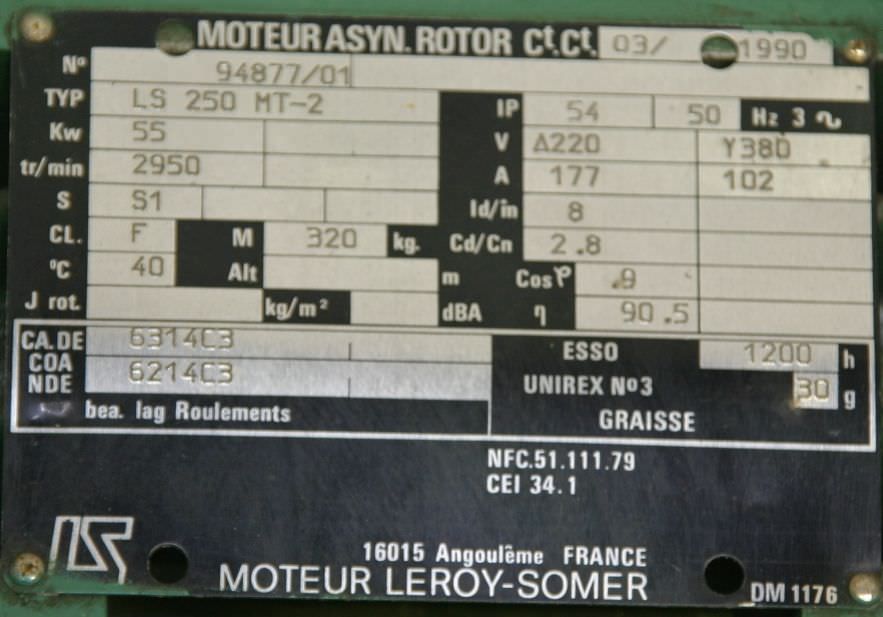 MOTEUR ASYN. ROTOR Ct. Ct. 03/ 1990
No 94877/01
TYP LS 250 MT-2 IP 54 50 Hz 3 ∿
Kw 55 V Δ220 Y380
tr/min 2950 A 177 102
S S1 Id/in 8
CL. F M 320 kg. Cd/Cn 2.8
°C 40 Alt m Cos φ .9
J rot. kg/m² dBA η 90.5
CA. DE 6314C3 ESSO 1200 h
COA
NDE 6214C3 UNIREX No3 30 g
bea. lag Roulements GRAISSE
NFC.51.111.79
CEI 34.1
LS
16015 Angoulême FRANCE
MOTEUR LEROY-SOMER DM 1176